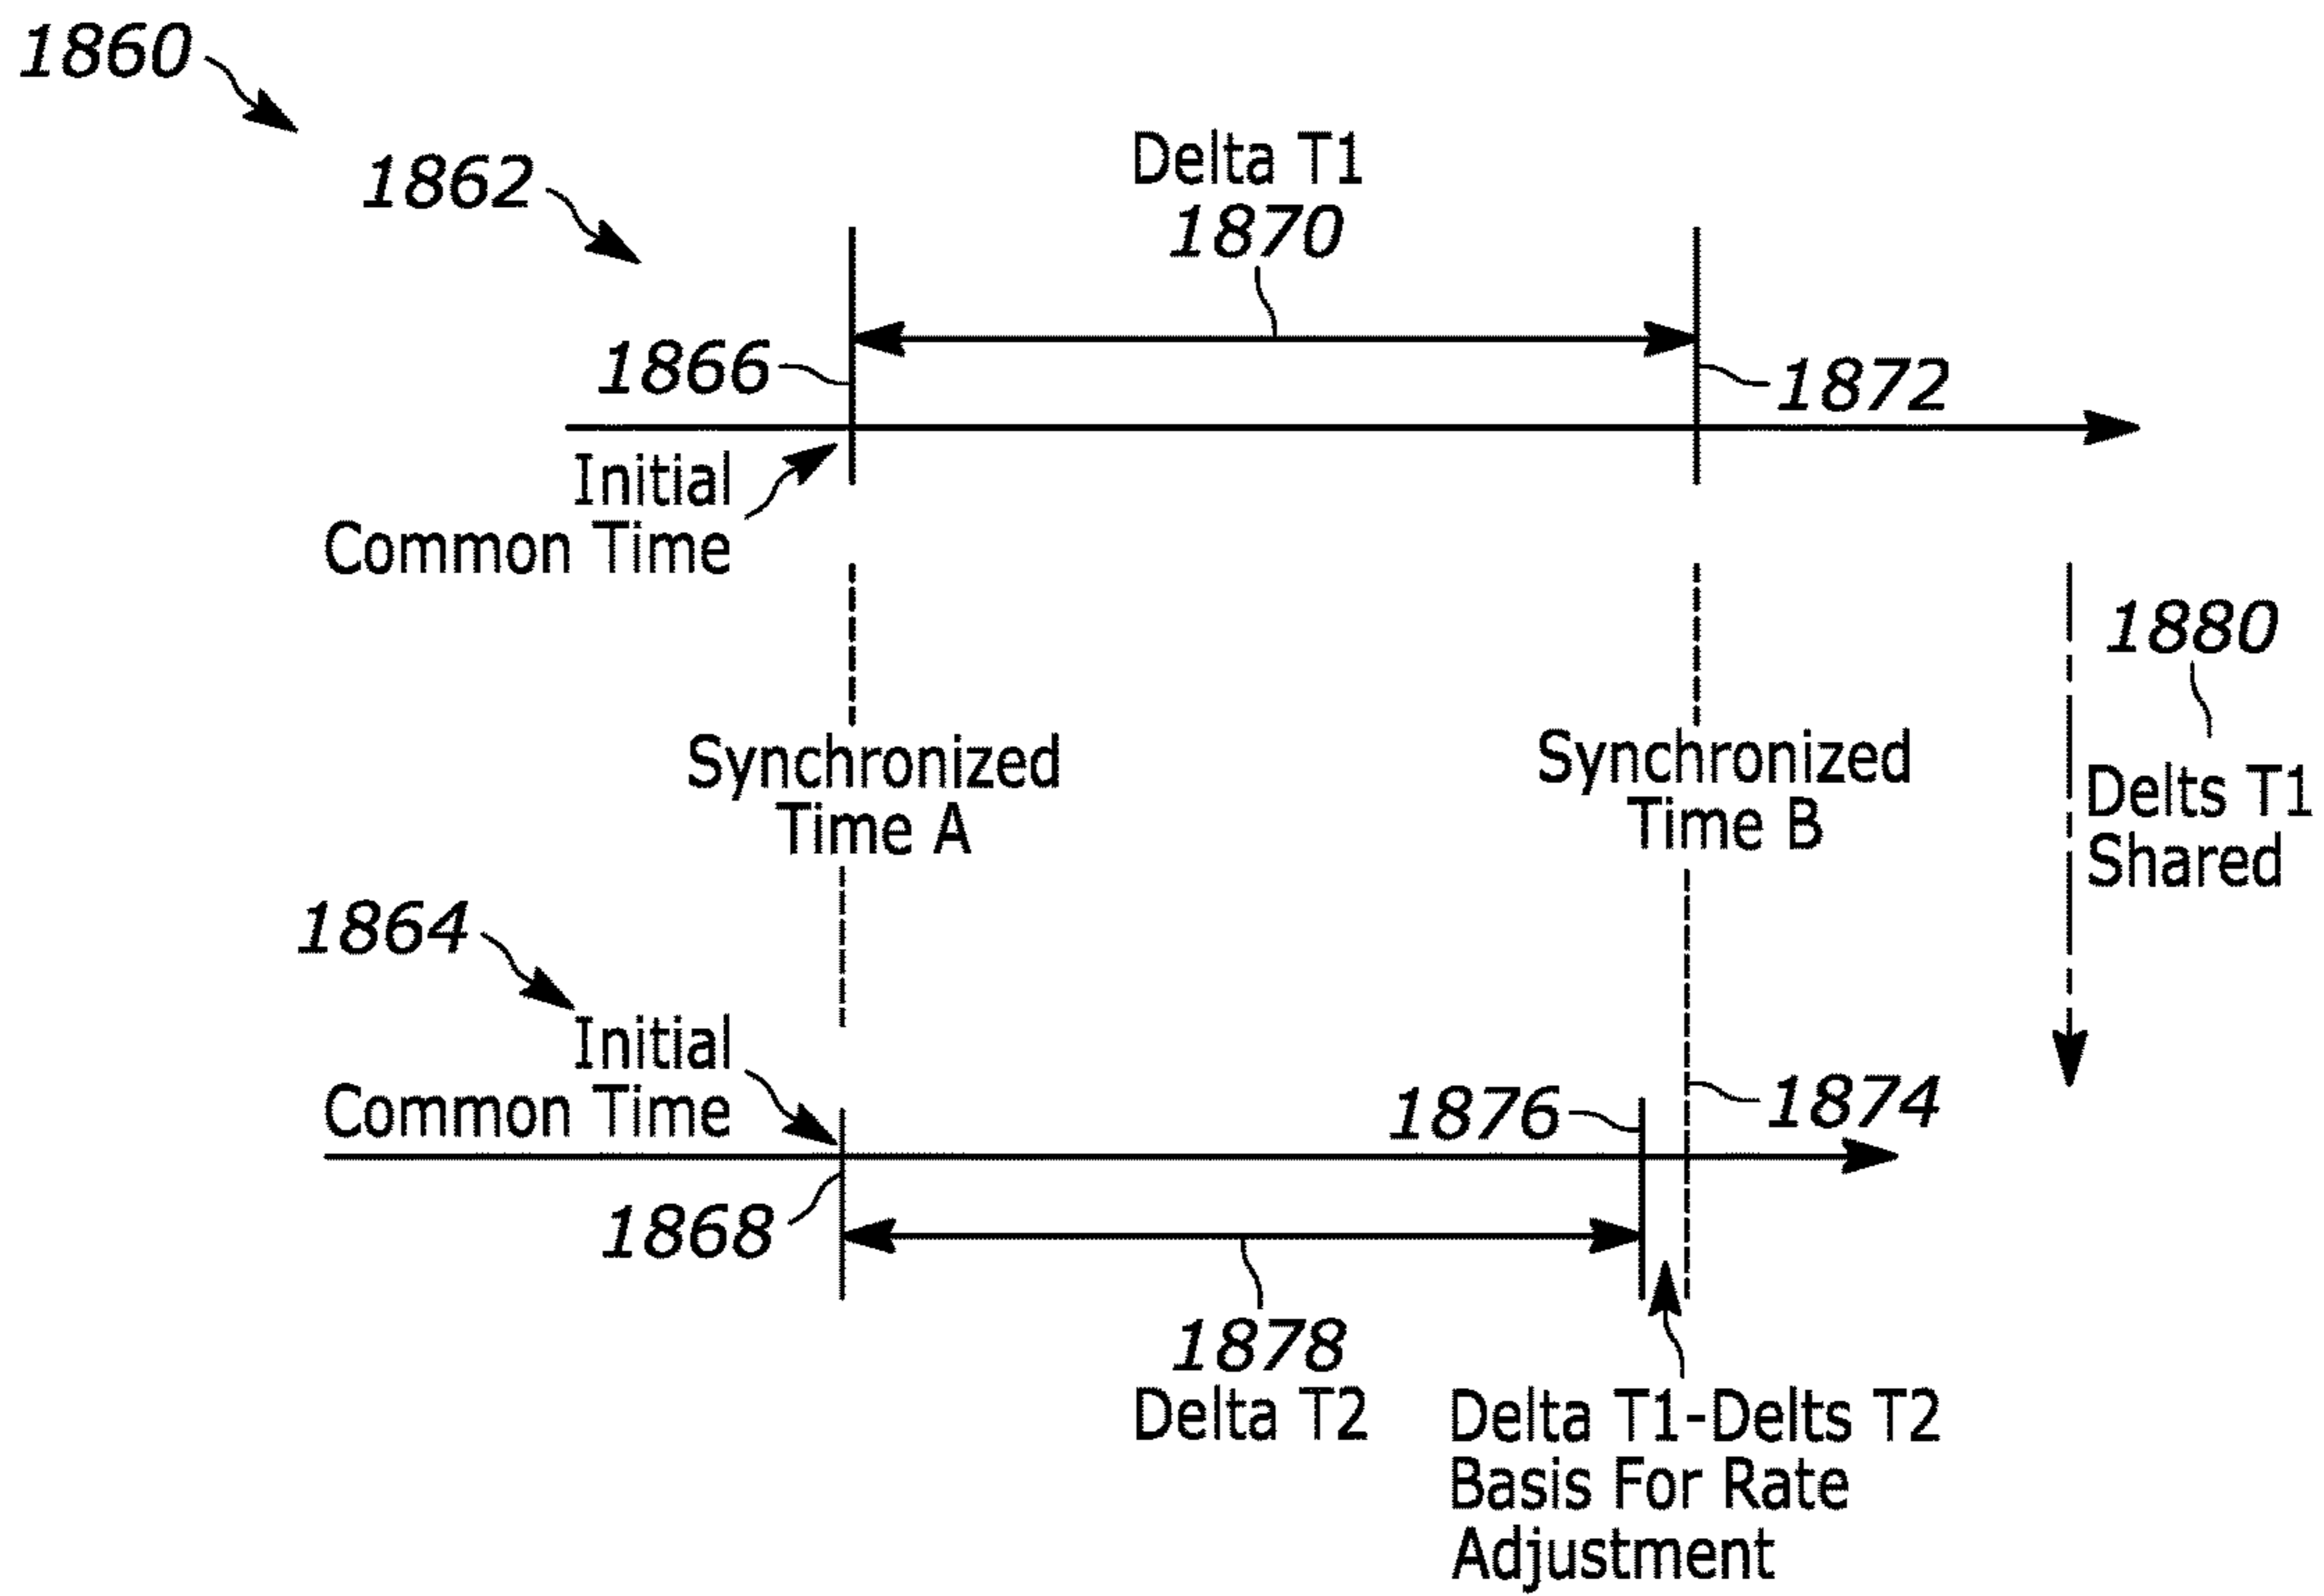 1860
1862
Delta T1
1870
1866
1872
Initial
Common Time
1880
Synchronized
Time A
Synchronized
Time B
Delts T1
Shared
1864
Initial
Common Time
1876
1874
1868
1878
Delta T2
Delta T1-Delts T2
Basis For Rate
Adjustment